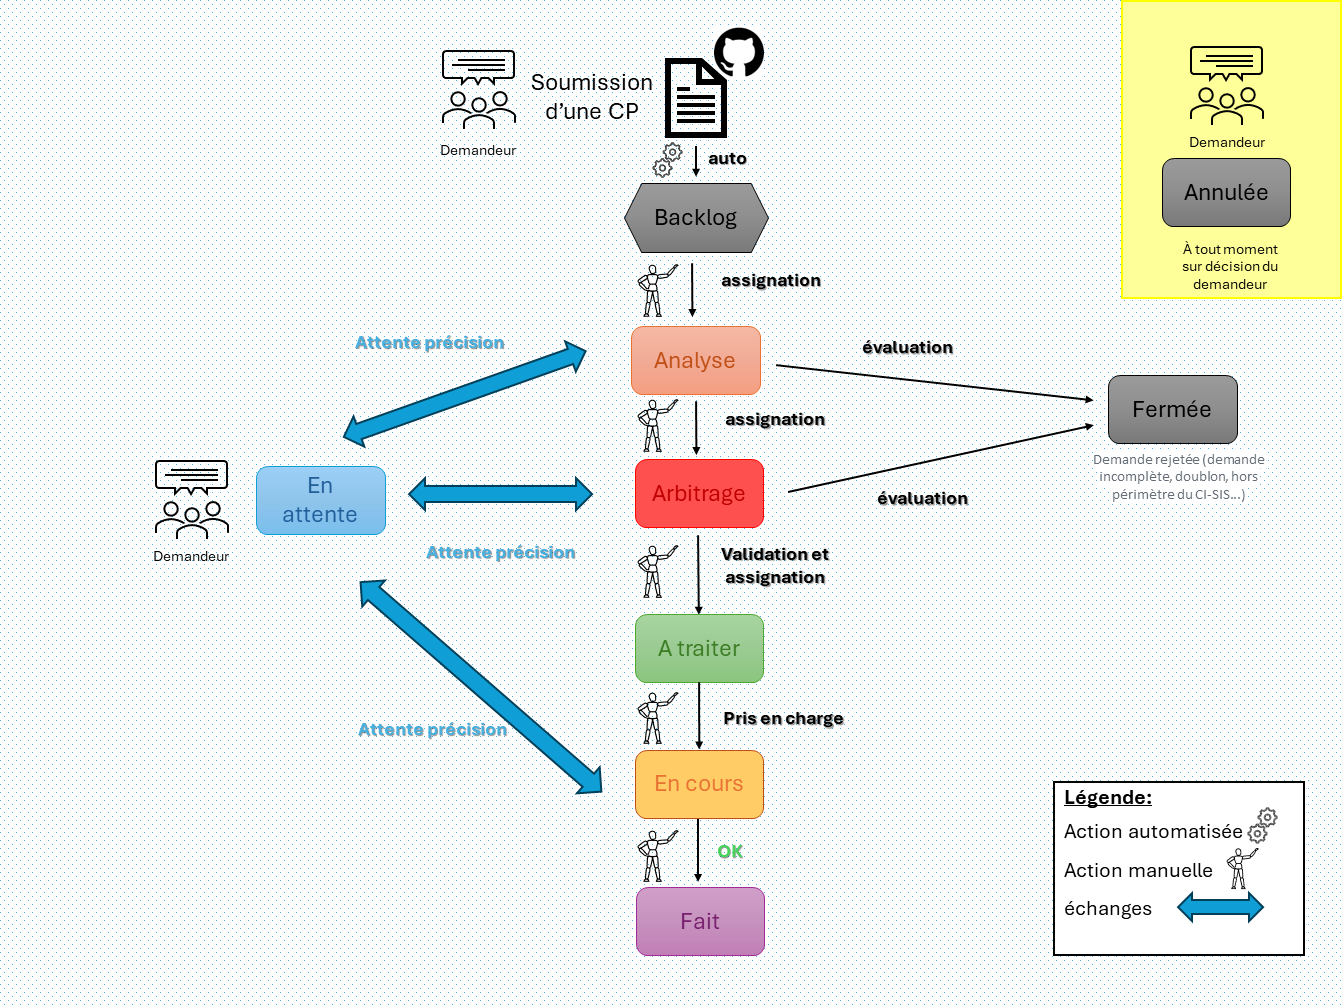 Soumission
d'une CP
Demandeur
auto
Backlog
assignation
Demandeur
Annulée
À tout moment
sur décision du
demandeur
Attente précision
Analyse
évaluation
Fermée
Demande rejetée (demande
incomplète, doublon, hors
périmètre du CI-SIS...)
assignation
En
attente
Demandeur
Arbitrage
évaluation
Attente précision
Validation et
assignation
A traiter
Pris en charge
Attente précision
En cours
OK
Fait
Légende:
Action automatisée
Action manuelle
échanges